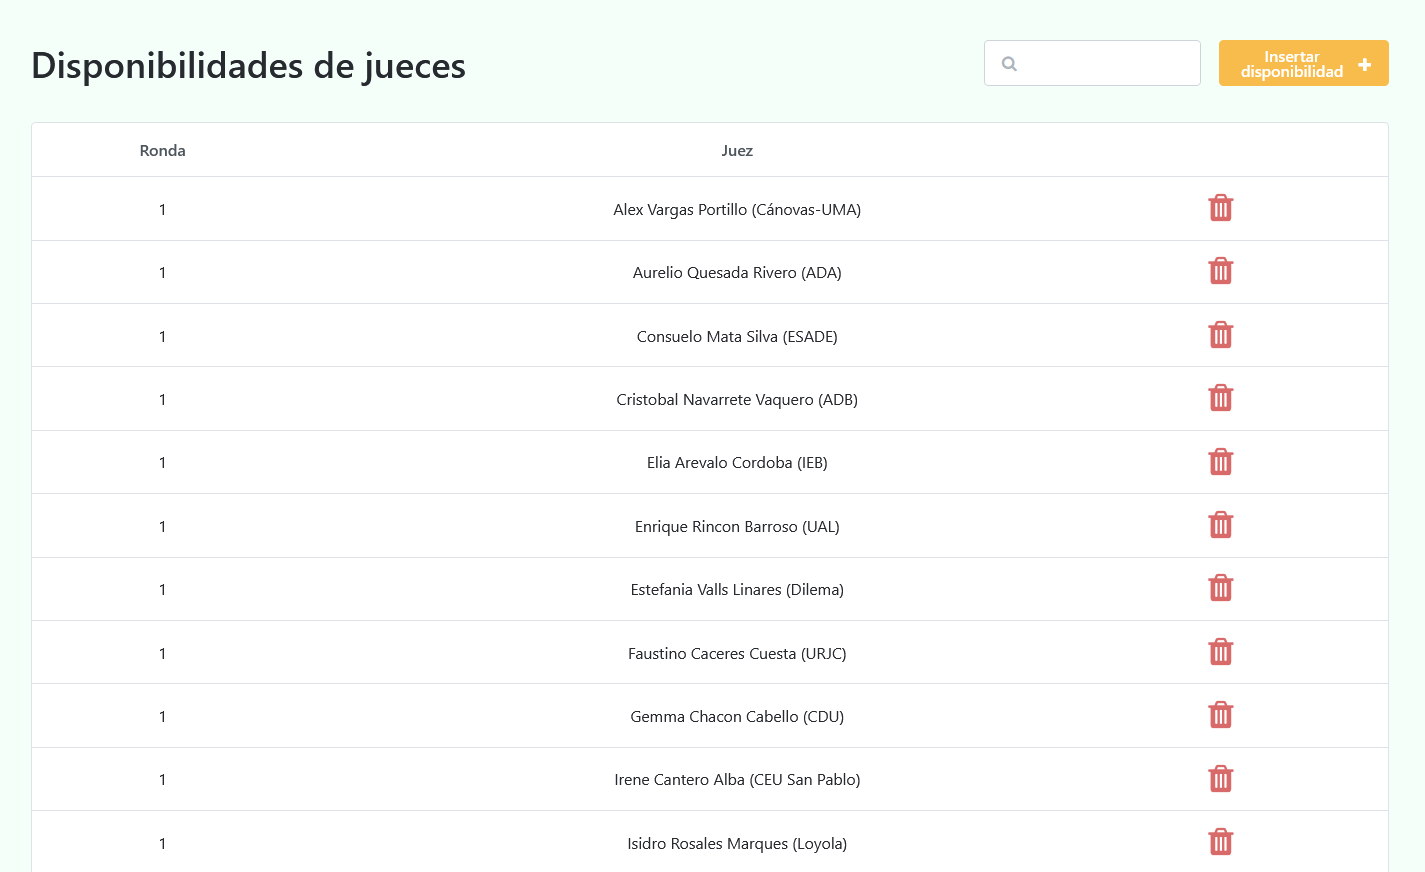 Disponibilidades de jueces
Insertar
disponibilidad
Ronda Juez
1 Alex Vargas Portillo (Cánovas-UMA)
1 Aurelio Quesada Rivero (ADA)
1 Consuelo Mata Silva (ESADE)
1 Cristobal Navarrete Vaquero (ADB)
1 Elia Arevalo Cordoba (IEB)
1 Enrique Rincon Barroso (UAL)
1 Estefania Valls Linares (Dilema)
1 Faustino Caceres Cuesta (URJC)
1 Gemma Chacon Cabello (CDU)
1 Irene Cantero Alba (CEU San Pablo)
1 Isidro Rosales Marques (Loyola)